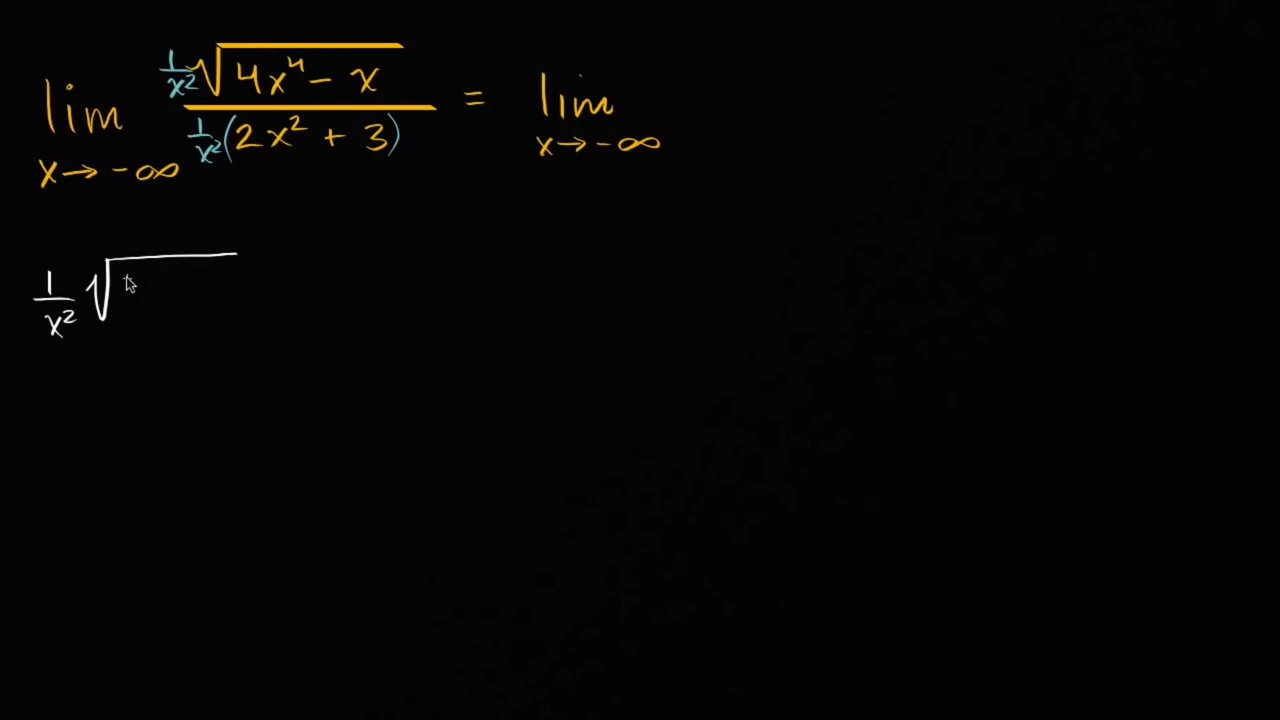 lim x→-∞ (1/x² √(4x⁴ - x)) / (1/x² (2x² + 3)) = lim x→-∞
1/x² √